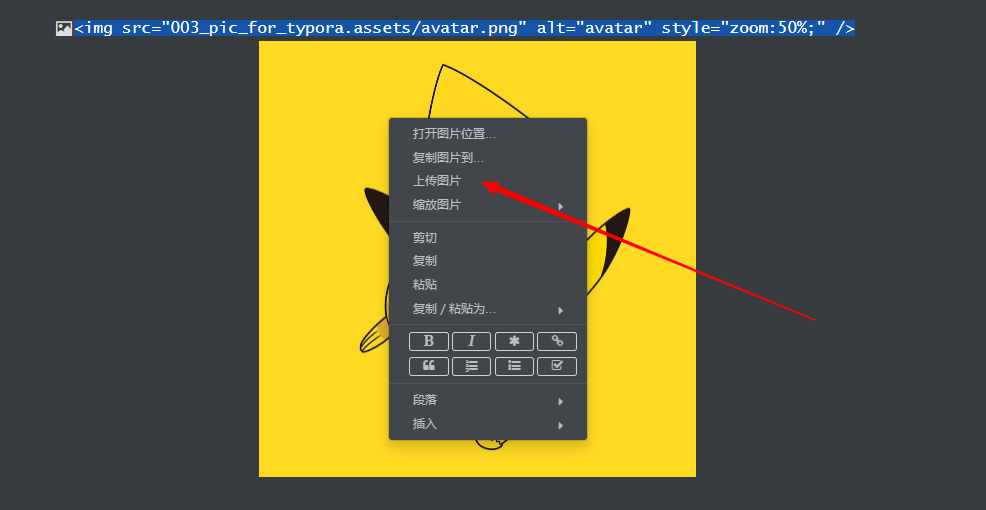 <img src="003_pic_for_typora.assets/avatar.png" alt="avatar" style="zoom:50%;" />
打开图片位置...
复制图片到...
上传图片
缩放图片
剪切
复制
粘贴
复制 / 粘贴为...
B I
段落
插入